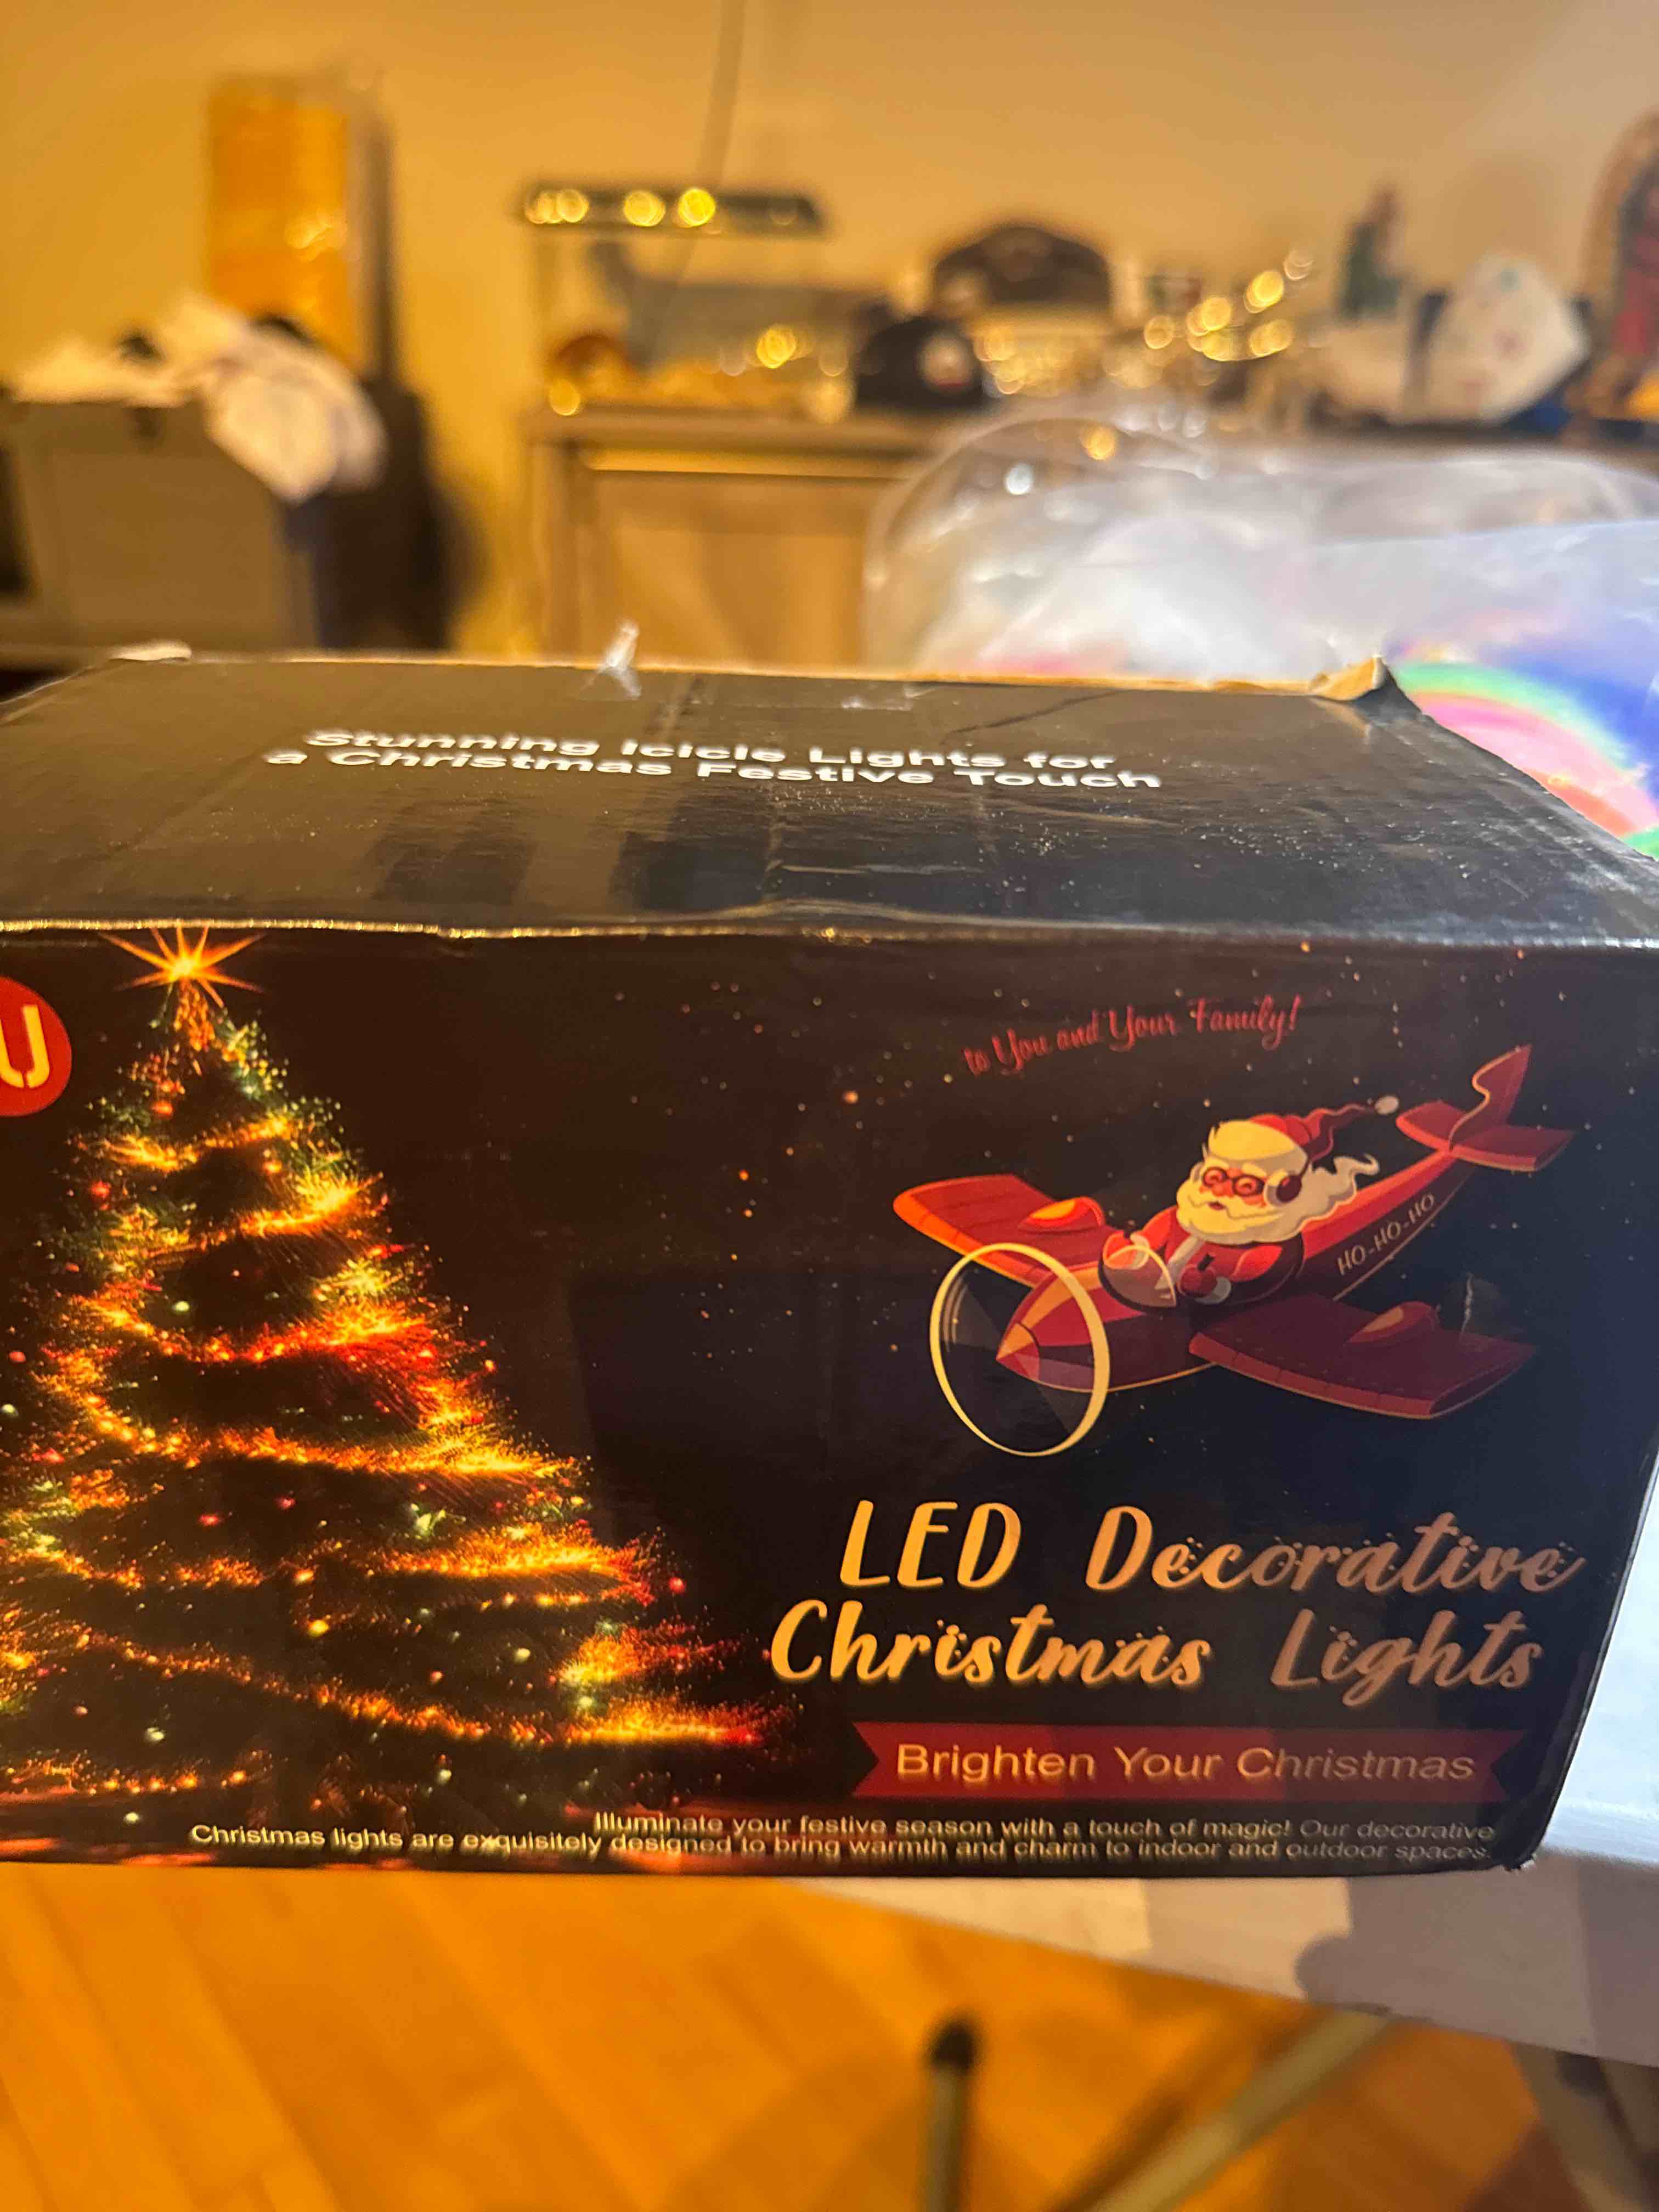 Stunning Icicle Lights for
a Christmas Festive Touch
U
to You and Your Family!
HO-HO-HO
LED Decorative
Christmas Lights
Brighten Your Christmas
Illuminate your festive season with a touch of magic! Our decorative
Christmas lights are exquisitely designed to bring warmth and charm to indoor and outdoor spaces.